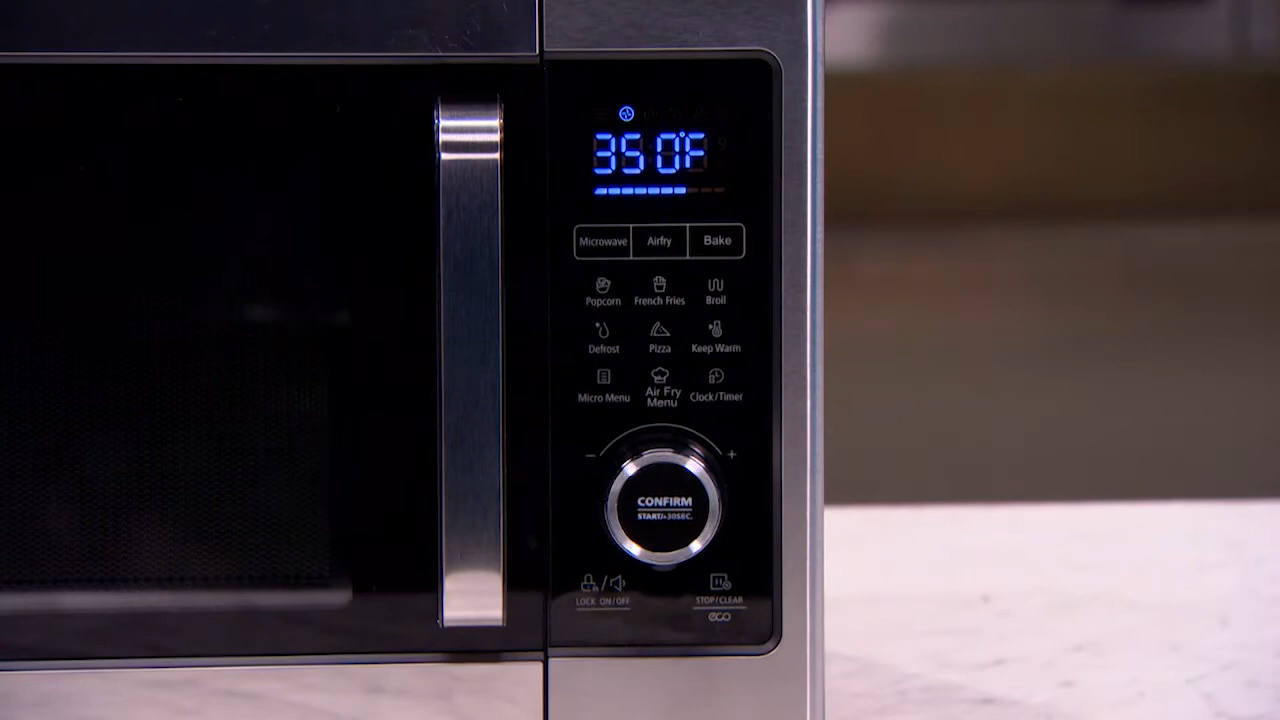 350°F
Microwave Airfry Bake
Popcorn French Fries Broil
Defrost Pizza Keep Warm
Micro Menu Air Fry Menu Clock/Timer
− +
CONFIRM
START/+30SEC.
LOCK ON/OFF STOP/CLEAR
eco